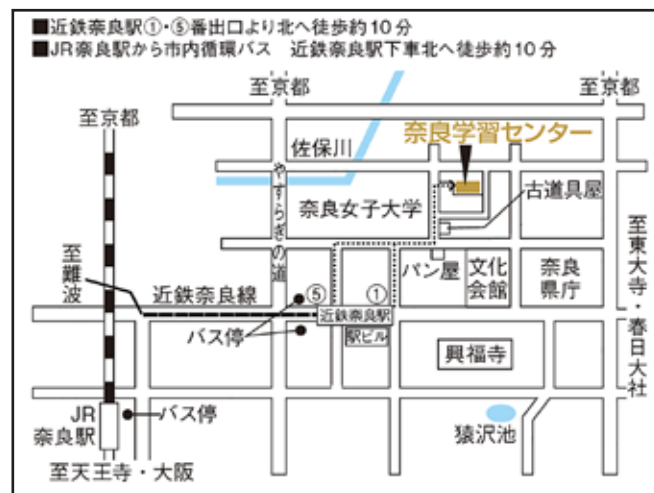 ■近鉄奈良駅①・⑤番出口より北へ徒歩約10分
■JR奈良駅から市内循環バス　近鉄奈良駅下車北へ徒歩約10分
至京都
至京都
至京都
奈良学習センター
佐保川
やすらぎの道
奈良女子大学
古道具屋
至難波
パン屋
文化
会館
奈良
県庁
至東大寺・春日大社
近鉄奈良線
⑤
①
近鉄奈良駅
バス停
駅ビル
興福寺
JR
奈良駅
バス停
猿沢池
至天王寺・大阪